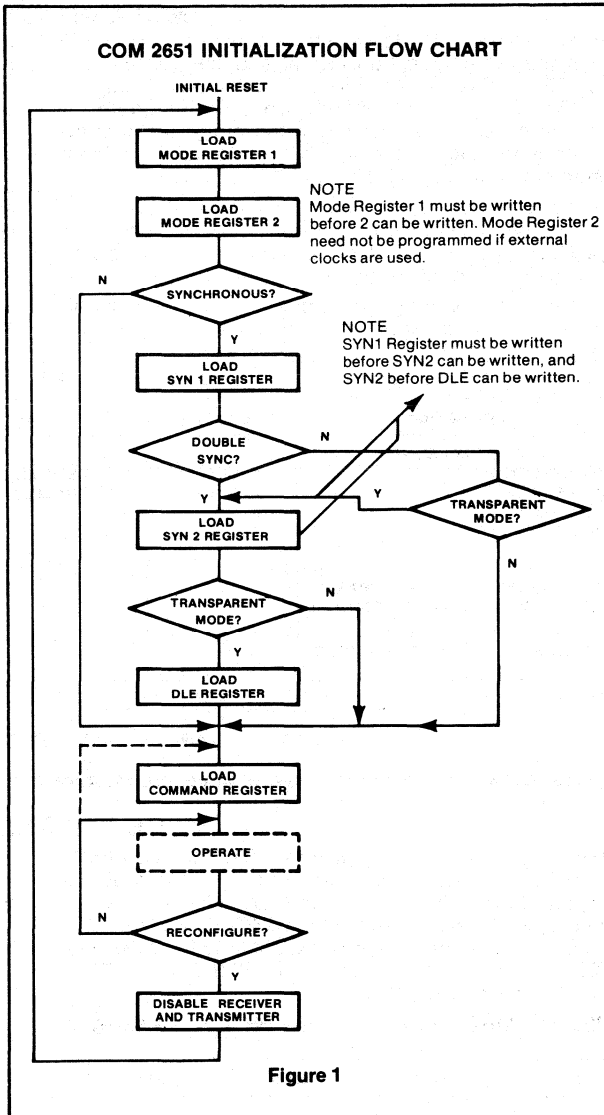 COM 2651 INITIALIZATION FLOW CHART
INITIAL RESET
LOAD
MODE REGISTER 1
LOAD
MODE REGISTER 2
NOTE
Mode Register 1 must be written
before 2 can be written. Mode Register 2
need not be programmed if external
clocks are used.
N
SYNCHRONOUS?
Y
NOTE
SYN1 Register must be written
before SYN2 can be written, and
SYN2 before DLE can be written.
LOAD
SYN 1 REGISTER
DOUBLE
SYNC?
N
Y
Y
TRANSPARENT
MODE?
N
LOAD
SYN 2 REGISTER
TRANSPARENT
MODE?
N
Y
LOAD
DLE REGISTER
LOAD
COMMAND REGISTER
OPERATE
N
RECONFIGURE?
Y
DISABLE RECEIVER
AND TRANSMITTER
Figure 1